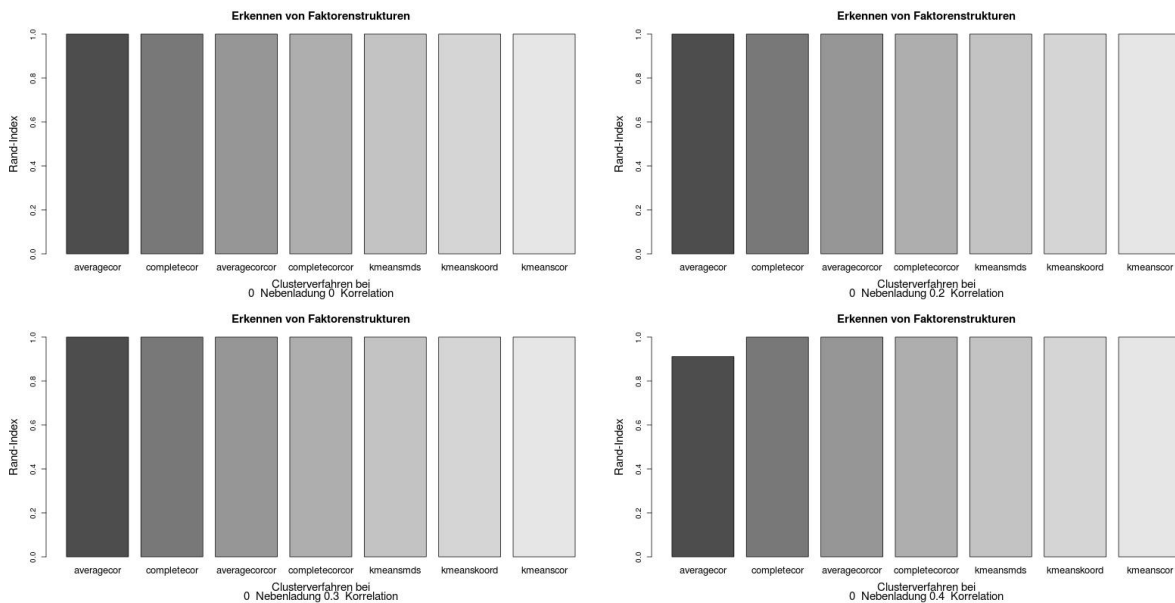 Erkennen von Faktorenstrukturen
Rand-Index
1.0
0.8
0.6
0.4
0.2
0.0
averagecor completecor averagecorcor completecorcor kmeansmds kmeanskoord kmeanscor
Clusterverfahren bei
0 Nebenladung 0 Korrelation
Erkennen von Faktorenstrukturen
Rand-Index
1.0
0.8
0.6
0.4
0.2
0.0
averagecor completecor averagecorcor completecorcor kmeansmds kmeanskoord kmeanscor
Clusterverfahren bei
0 Nebenladung 0.2 Korrelation
Erkennen von Faktorenstrukturen
Rand-Index
1.0
0.8
0.6
0.4
0.2
0.0
averagecor completecor averagecorcor completecorcor kmeansmds kmeanskoord kmeanscor
Clusterverfahren bei
0 Nebenladung 0.3 Korrelation
Erkennen von Faktorenstrukturen
Rand-Index
1.0
0.8
0.6
0.4
0.2
0.0
averagecor completecor averagecorcor completecorcor kmeansmds kmeanskoord kmeanscor
Clusterverfahren bei
0 Nebenladung 0.4 Korrelation